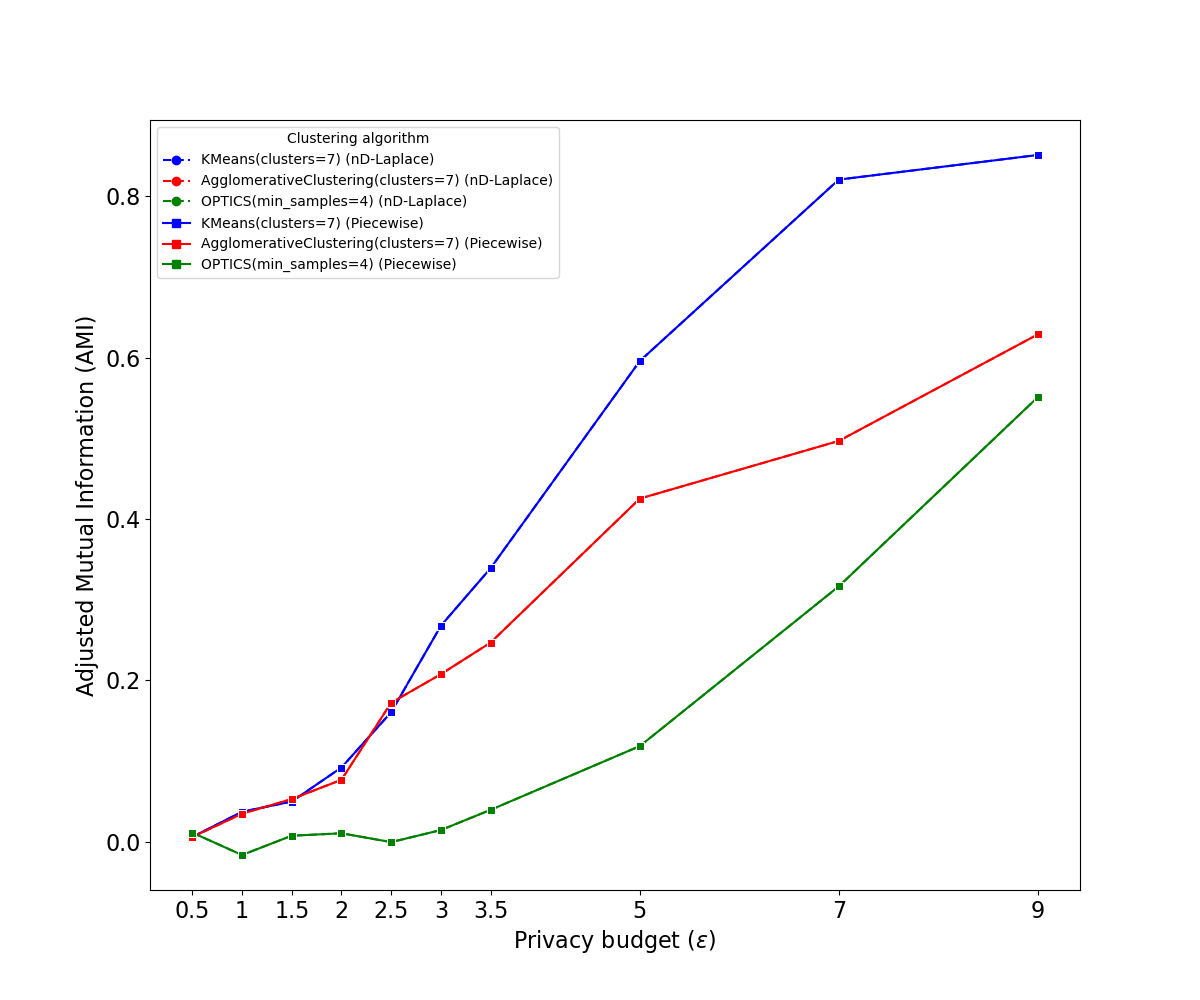 Clustering algorithm
KMeans(clusters=7) (nD-Laplace)
AgglomerativeClustering(clusters=7) (nD-Laplace)
OPTICS(min_samples=4) (nD-Laplace)
KMeans(clusters=7) (Piecewise)
AgglomerativeClustering(clusters=7) (Piecewise)
OPTICS(min_samples=4) (Piecewise)
Adjusted Mutual Information (AMI)
0.8
0.6
0.4
0.2
0.0
0.5 1 1.5 2 2.5 3 3.5 5 7 9
Privacy budget (ε)